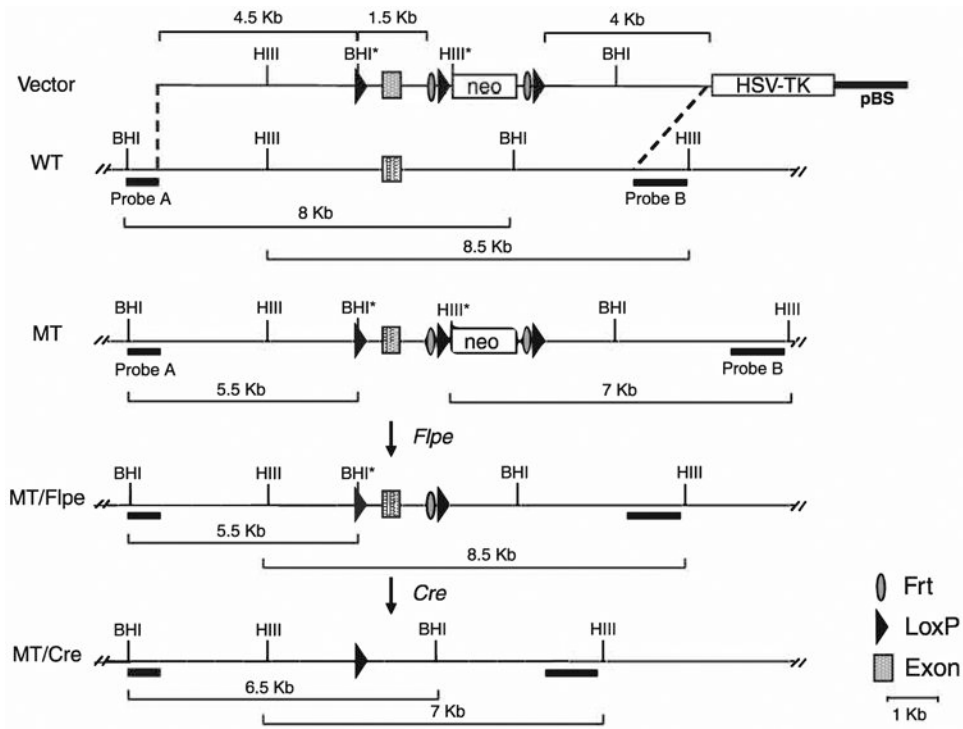 4.5 Kb 1.5 Kb 4 Kb
HIII BHI* HIII* BHI
Vector neo HSV-TK
pBS
BHI HIII BHI HIII
WT
Probe A Probe B
8 Kb
8.5 Kb
BHI HIII BHI* HIII* BHI HIII
MT neo
Probe A Probe B
5.5 Kb 7 Kb
Flpe
BHI HIII BHI* BHI HIII
MT/Flpe
5.5 Kb
8.5 Kb
Cre
BHI HIII BHI HIII
MT/Cre
6.5 Kb
7 Kb
Frt
LoxP
Exon
1 Kb